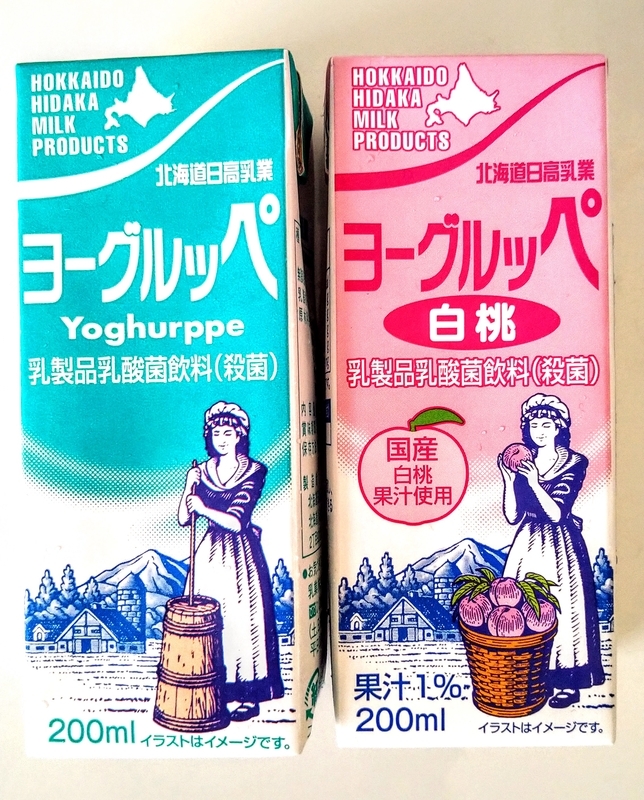 HOKKAIDO
HIDAKA
MILK
PRODUCTS
北海道日高乳業
ヨーグルッペ
Yoghurppe
乳製品乳酸菌飲料(殺菌)
200ml
イラストはイメージです。
HOKKAIDO
HIDAKA
MILK
PRODUCTS
北海道日高乳業
ヨーグルッペ
白桃
乳製品乳酸菌飲料(殺菌)
国産
白桃
果汁使用
果汁1%
200ml
イラストはイメージです。